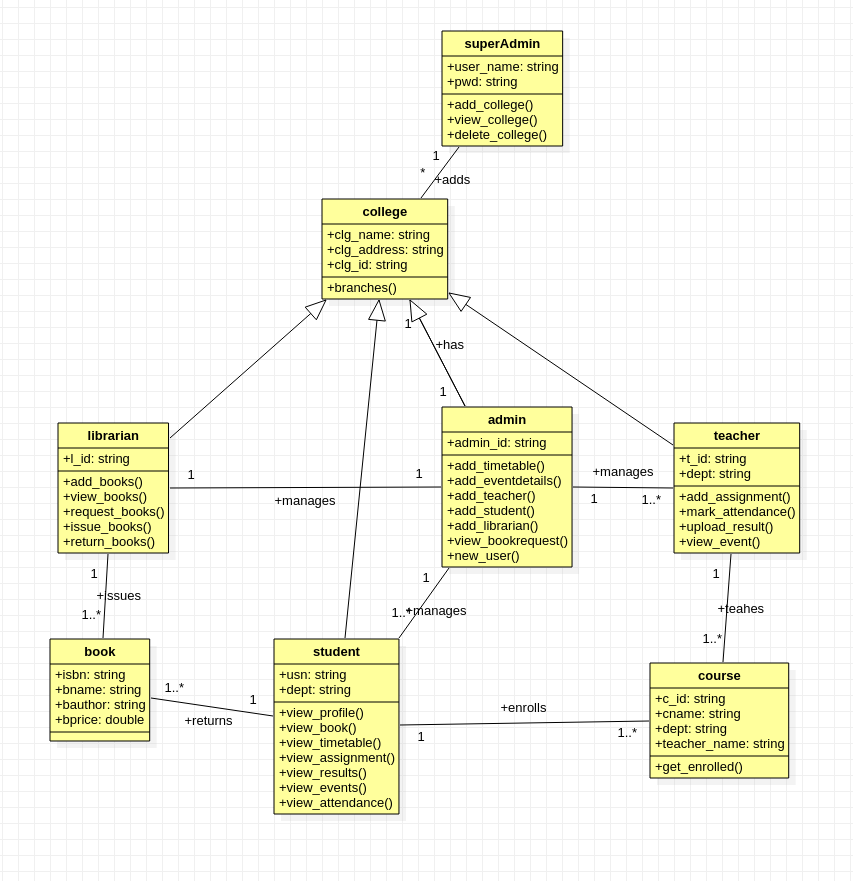 superAdmin
+user_name: string
+pwd: string
+add_college()
+view_college()
+delete_college()
1
*
+adds
college
+clg_name: string
+clg_address: string
+clg_id: string
+branches()
1
+has
1
librarian
+l_id: string
+add_books()
+view_books()
+request_books()
+issue_books()
+return_books()
1
+manages
1
admin
+admin_id: string
+add_timetable()
+add_eventdetails()
+add_teacher()
+add_student()
+add_librarian()
+view_bookrequest()
+new_user()
+manages
1
1..*
teacher
+t_id: string
+dept: string
+add_assignment()
+mark_attendance()
+upload_result()
+view_event()
1
+issues
1..*
1
1..*
+manages
1
+teahes
1..*
book
+isbn: string
+bname: string
+bauthor: string
+bprice: double
1..*
+returns
1
student
+usn: string
+dept: string
+view_profile()
+view_book()
+view_timetable()
+view_assignment()
+view_results()
+view_events()
+view_attendance()
+enrolls
1
1..*
course
+c_id: string
+cname: string
+dept: string
+teacher_name: string
+get_enrolled()